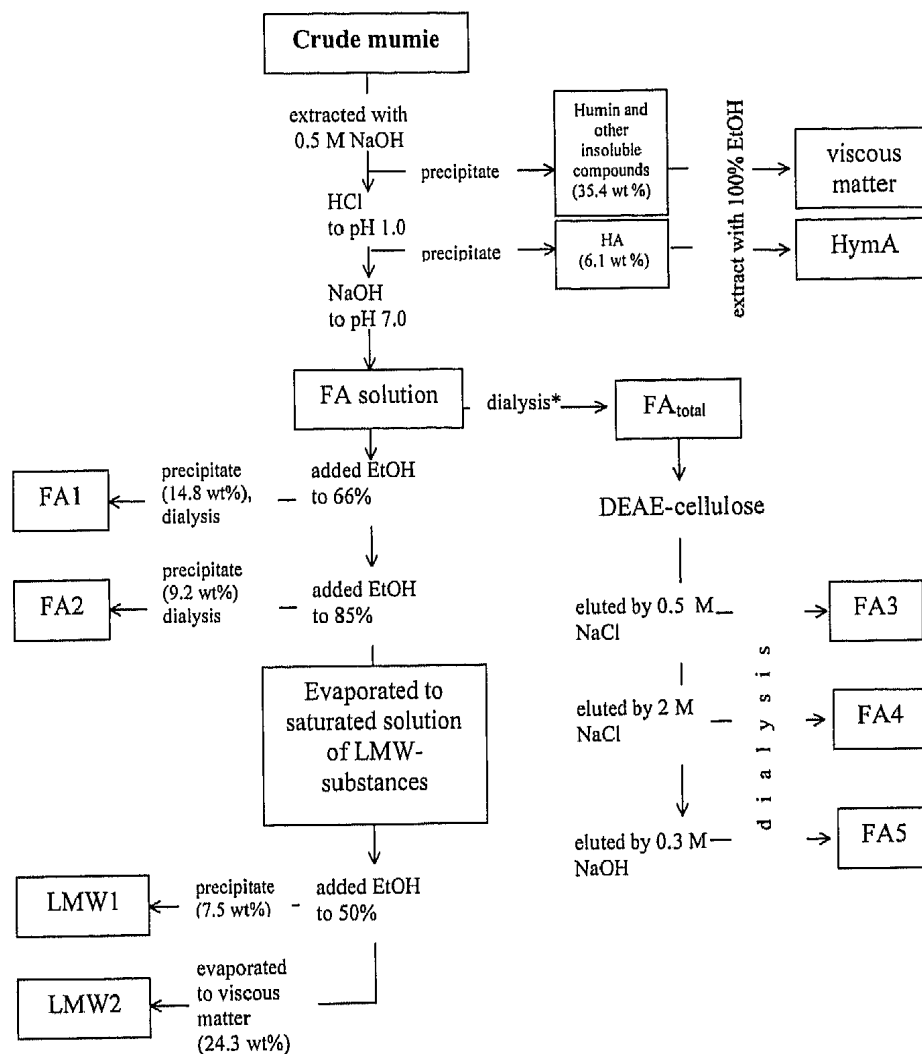 Crude mumie
extracted with
0.5 M NaOH
precipitate
Humin and
other
insoluble
compounds
(35.4 wt %)
extract with 100% EtOH
viscous
matter
HCl
to pH 1.0
precipitate
HA
(6.1 wt %)
HymA
NaOH
to pH 7.0
FA solution
dialysis*
FAtotal
DEAE-cellulose
added EtOH
to 66%
precipitate
(14.8 wt%),
dialysis
FA1
added EtOH
to 85%
precipitate
(9.2 wt%)
dialysis
FA2
eluted by 0.5 M
NaCl
FA3
eluted by 2 M
NaCl
FA4
eluted by 0.3 M
NaOH
FA5
dialysis
Evaporated to
saturated solution
of LMW-
substances
added EtOH
to 50%
precipitate
(7.5 wt%)
LMW1
evaporated
to viscous
matter
(24.3 wt%)
LMW2